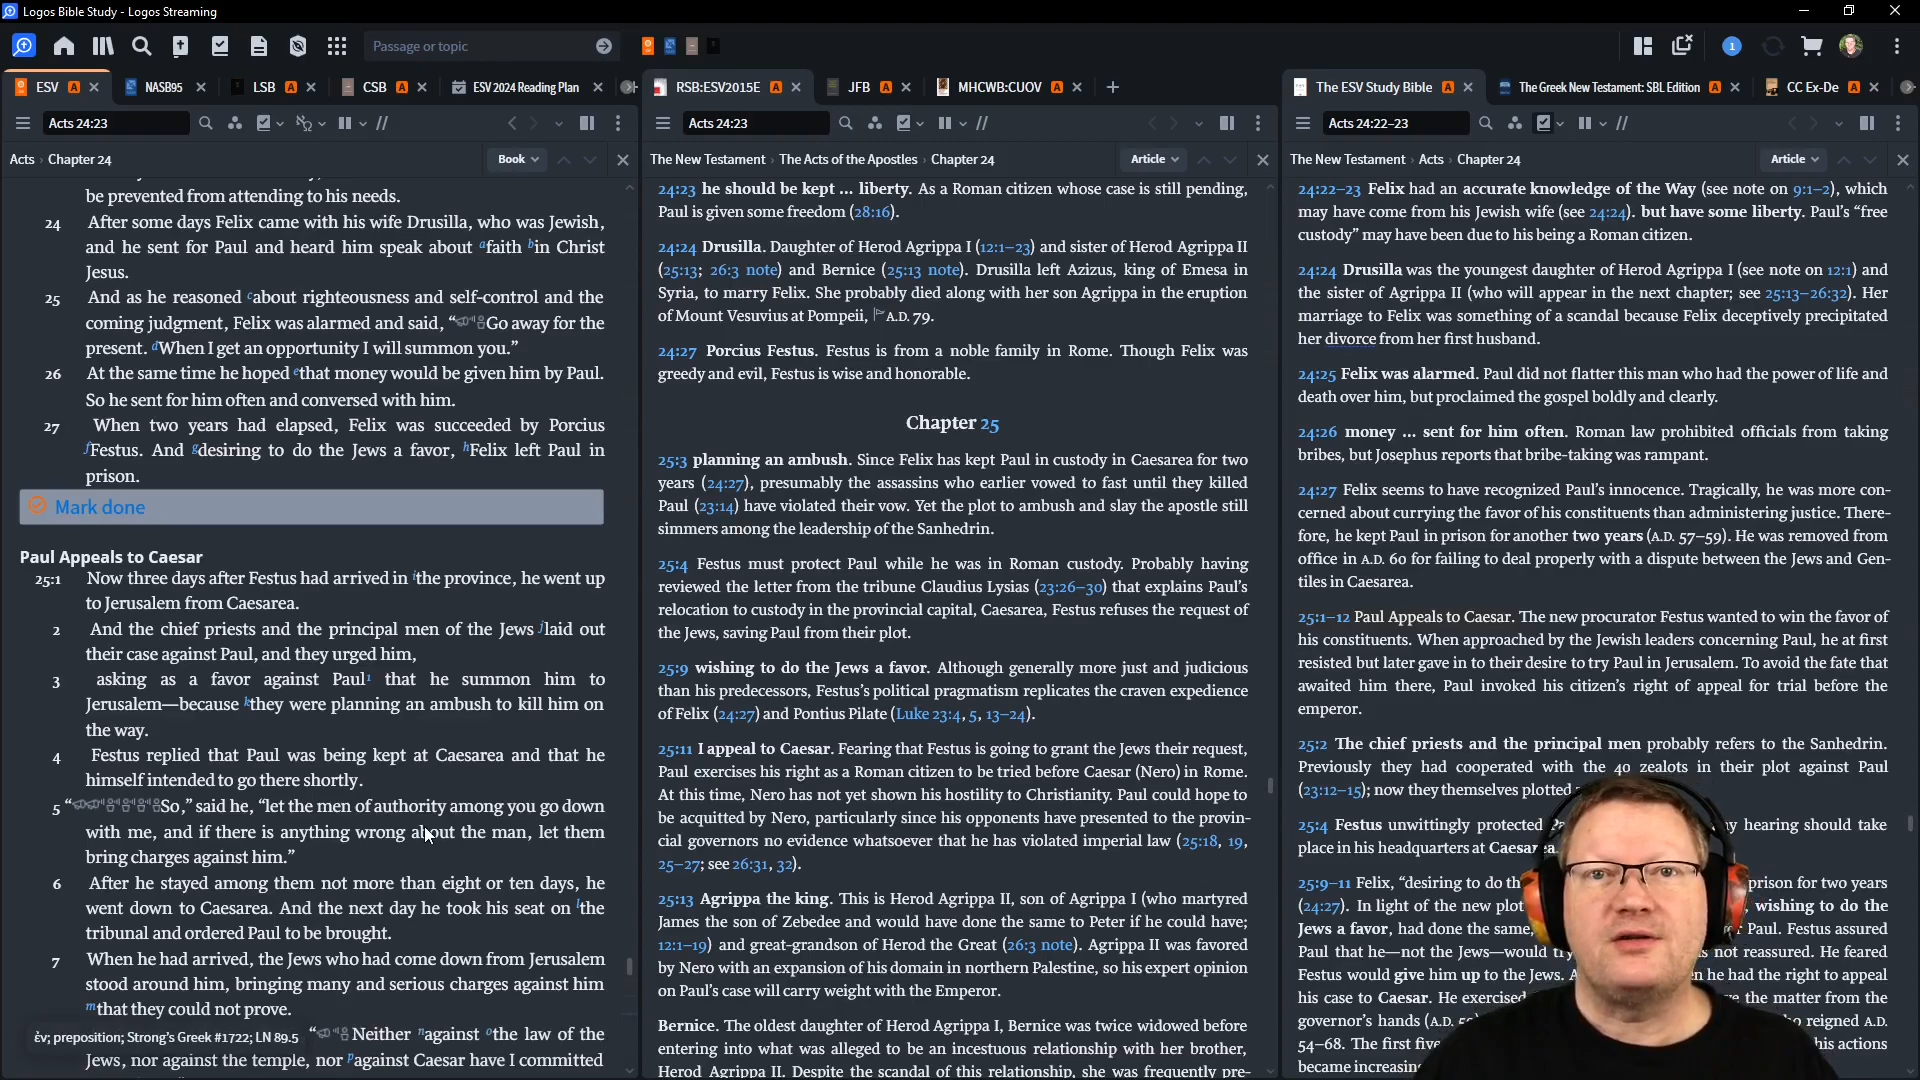 Logos Bible Study - Logos Streaming
Passage or topic
1
ESV A
NASB95
LSB A
CSB A
ESV 2024 Reading Plan
RSB:ESV2015E A
JFB A
MHCWB:CUOV A
The ESV Study Bible A
The Greek New Testament: SBL Edition A
CC Ex-De A
Acts 24:23
Acts 24:23
Acts 24:22–23
Acts › Chapter 24
Book
The New Testament › The Acts of the Apostles › Chapter 24
Article
The New Testament › Acts › Chapter 24
Article
be prevented from attending to his needs.
24 After some days Felix came with his wife Drusilla, who was Jewish,
and he sent for Paul and heard him speak about afaith bin Christ
Jesus.
25 And as he reasoned cabout righteousness and self-control and the
coming judgment, Felix was alarmed and said, “Go away for the
present. dWhen I get an opportunity I will summon you.”
26 At the same time he hoped ethat money would be given him by Paul.
So he sent for him often and conversed with him.
27 When two years had elapsed, Felix was succeeded by Porcius
fFestus. And gdesiring to do the Jews a favor, hFelix left Paul in
prison.
Mark done
Paul Appeals to Caesar
25:1 Now three days after Festus had arrived in ithe province, he went up
to Jerusalem from Caesarea.
2 And the chief priests and the principal men of the Jews jlaid out
their case against Paul, and they urged him,
3 asking as a favor against Paul1 that he summon him to
Jerusalem—because kthey were planning an ambush to kill him on
the way.
4 Festus replied that Paul was being kept at Caesarea and that he
himself intended to go there shortly.
5 “So,” said he, “let the men of authority among you go down
with me, and if there is anything wrong about the man, let them
bring charges against him.”
6 After he stayed among them not more than eight or ten days, he
went down to Caesarea. And the next day he took his seat on lthe
tribunal and ordered Paul to be brought.
7 When he had arrived, the Jews who had come down from Jerusalem
stood around him, bringing many and serious charges against him
mthat they could not prove.
ἐν; preposition; Strong’s Greek #1722; LN 89.5
“Neither nagainst othe law of the
Jews, nor against the temple, nor pagainst Caesar have I committed
24:23 he should be kept ... liberty. As a Roman citizen whose case is still pending,
Paul is given some freedom (28:16).
24:24 Drusilla. Daughter of Herod Agrippa I (12:1–23) and sister of Herod Agrippa II
(25:13; 26:3 note) and Bernice (25:13 note). Drusilla left Azizus, king of Emesa in
Syria, to marry Felix. She probably died along with her son Agrippa in the eruption
of Mount Vesuvius at Pompeii, A.D. 79.
24:27 Porcius Festus. Festus is from a noble family in Rome. Though Felix was
greedy and evil, Festus is wise and honorable.
Chapter 25
25:3 planning an ambush. Since Felix has kept Paul in custody in Caesarea for two
years (24:27), presumably the assassins who earlier vowed to fast until they killed
Paul (23:14) have violated their vow. Yet the plot to ambush and slay the apostle still
simmers among the leadership of the Sanhedrin.
25:4 Festus must protect Paul while he was in Roman custody. Probably having
reviewed the letter from the tribune Claudius Lysias (23:26–30) that explains Paul’s
relocation to custody in the provincial capital, Caesarea, Festus refuses the request of
the Jews, saving Paul from their plot.
25:9 wishing to do the Jews a favor. Although generally more just and judicious
than his predecessors, Festus’s political pragmatism replicates the craven expedience
of Felix (24:27) and Pontius Pilate (Luke 23:4, 5, 13–24).
25:11 I appeal to Caesar. Fearing that Festus is going to grant the Jews their request,
Paul exercises his right as a Roman citizen to be tried before Caesar (Nero) in Rome.
At this time, Nero has not yet shown his hostility to Christianity. Paul could hope to
be acquitted by Nero, particularly since his opponents have presented to the provin-
cial governors no evidence whatsoever that he has violated imperial law (25:18, 19,
25–27; see 26:31, 32).
25:13 Agrippa the king. This is Herod Agrippa II, son of Agrippa I (who martyred
James the son of Zebedee and would have done the same to Peter if he could have;
12:1–19) and great-grandson of Herod the Great (26:3 note). Agrippa II was favored
by Nero with an expansion of his domain in northern Palestine, so his expert opinion
on Paul’s case will carry weight with the Emperor.
Bernice. The oldest daughter of Herod Agrippa I, Bernice was twice widowed before
entering into what was alleged to be an incestuous relationship with her brother,
Herod Agrippa II. Despite the scandal of this relationship, she was frequently pre-
24:22–23 Felix had an accurate knowledge of the Way (see note on 9:1–2), which
may have come from his Jewish wife (see 24:24). but have some liberty. Paul’s “free
custody” may have been due to his being a Roman citizen.
24:24 Drusilla was the youngest daughter of Herod Agrippa I (see note on 12:1) and
the sister of Agrippa II (who will appear in the next chapter; see 25:13–26:32). Her
marriage to Felix was something of a scandal because Felix deceptively precipitated
her divorce from her first husband.
24:25 Felix was alarmed. Paul did not flatter this man who had the power of life and
death over him, but proclaimed the gospel boldly and clearly.
24:26 money ... sent for him often. Roman law prohibited officials from taking
bribes, but Josephus reports that bribe-taking was rampant.
24:27 Felix seems to have recognized Paul’s innocence. Tragically, he was more con-
cerned about currying the favor of his constituents than administering justice. There-
fore, he kept Paul in prison for another two years (A.D. 57–59). He was removed from
office in A.D. 60 for failing to deal properly with a dispute between the Jews and Gen-
tiles in Caesarea.
25:1–12 Paul Appeals to Caesar. The new procurator Festus wanted to win the favor of
his constituents. When approached by the Jewish leaders concerning Paul, he at first
resisted but later gave in to their desire to try Paul in Jerusalem. To avoid the fate that
awaited him there, Paul invoked his citizen’s right of appeal for trial before the
emperor.
25:2 The chief priests and the principal men probably refers to the Sanhedrin.
Previously they had cooperated with the 40 zealots in their plot against Paul
(23:12–15); now they themselves plotted
25:4 Festus unwittingly protected hearing should take
place in his headquarters at Caesarea.
25:9–11 Felix, “desiring to do th prison for two years
(24:27). In light of the new plot wishing to do the
Jews a favor, had done the same, Paul. Festus assured
Paul that he—not the Jews—would not reassured. He feared
Festus would give him up to the Jews. he had the right to appeal
his case to Caesar. He exercised the matter from the
governor’s hands (A.D. who reigned A.D.
54–68. The first five his actions
became